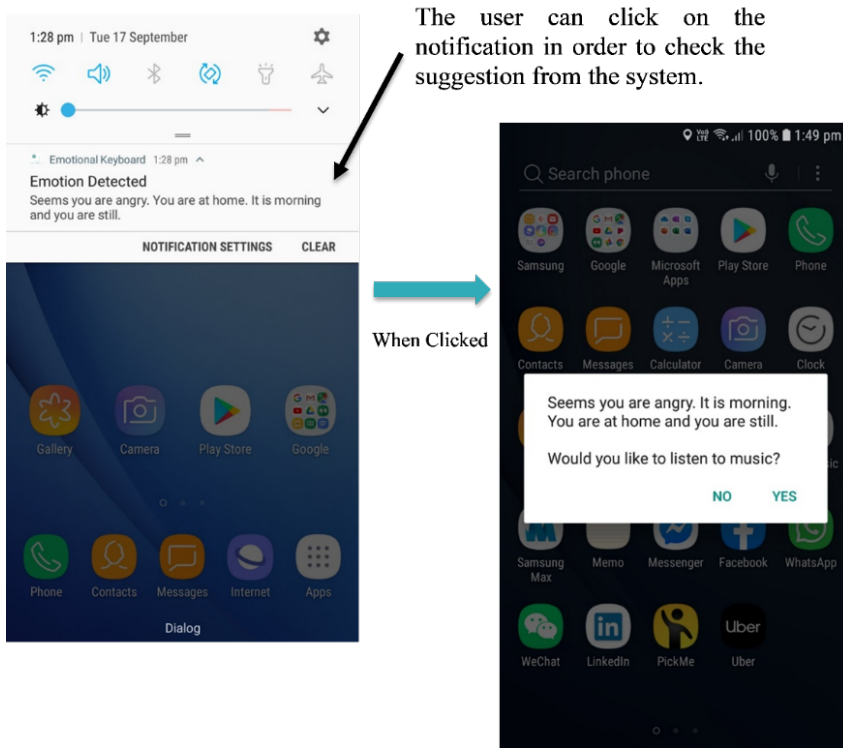 The user can click on the
notification in order to check the
suggestion from the system.
1:28 pm | Tue 17 September
Emotional Keyboard 1:28 pm
Emotion Detected
Seems you are angry. You are at home. It is morning
and you are still.
NOTIFICATION SETTINGS CLEAR
Gallery Camera Play Store Google
Phone Contacts Messages Internet Apps
Dialog
When Clicked
VoD LTE 100% 1:49 pm
Search phone
Samsung Google Microsoft Apps Play Store Phone
Contacts Messages Calculator Camera Clock
Seems you are angry. It is morning.
You are at home and you are still.
Would you like to listen to music?
NO YES
Samsung Max Memo Messenger Facebook WhatsApp
in Uber
WeChat LinkedIn PickMe Uber